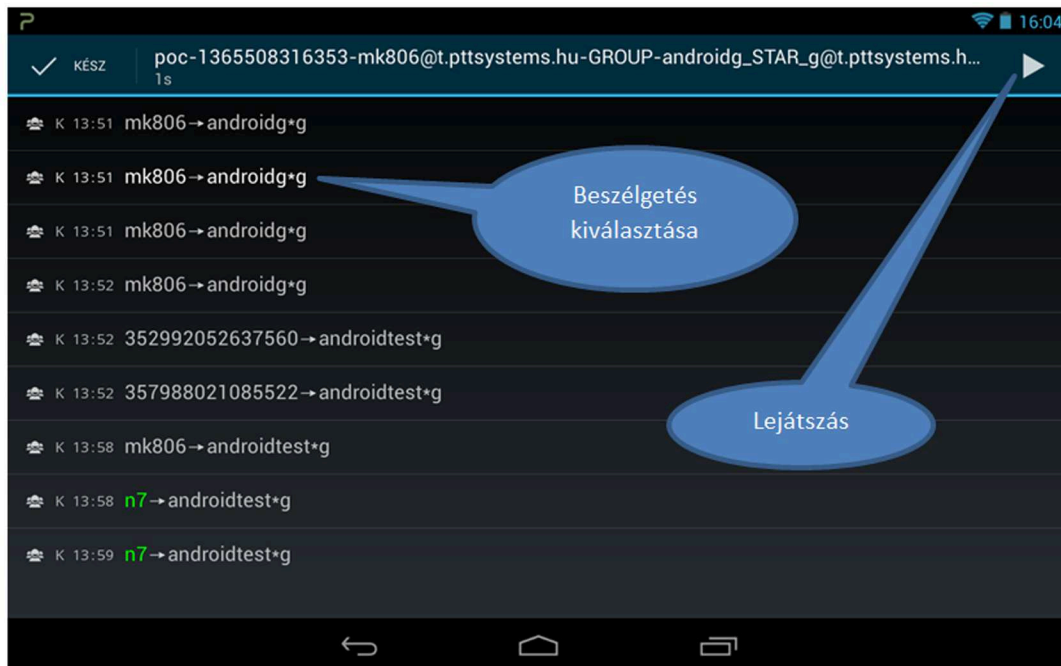 16:04
KÉSZ
poc-1365508316353-mk806@t.pttsystems.hu-GROUP-androidg_STAR_g@t.pttsystems.h...
1s
K 13:51 mk806→androidg*g
K 13:51 mk806→androidg*g
K 13:51 mk806→androidg*g
K 13:52 mk806→androidg*g
K 13:52 352992052637560→androidtest*g
K 13:52 357988021085522→androidtest*g
K 13:58 mk806→androidtest*g
K 13:58 n7→androidtest*g
K 13:59 n7→androidtest*g
Beszélgetés
kiválasztása
Lejátszás